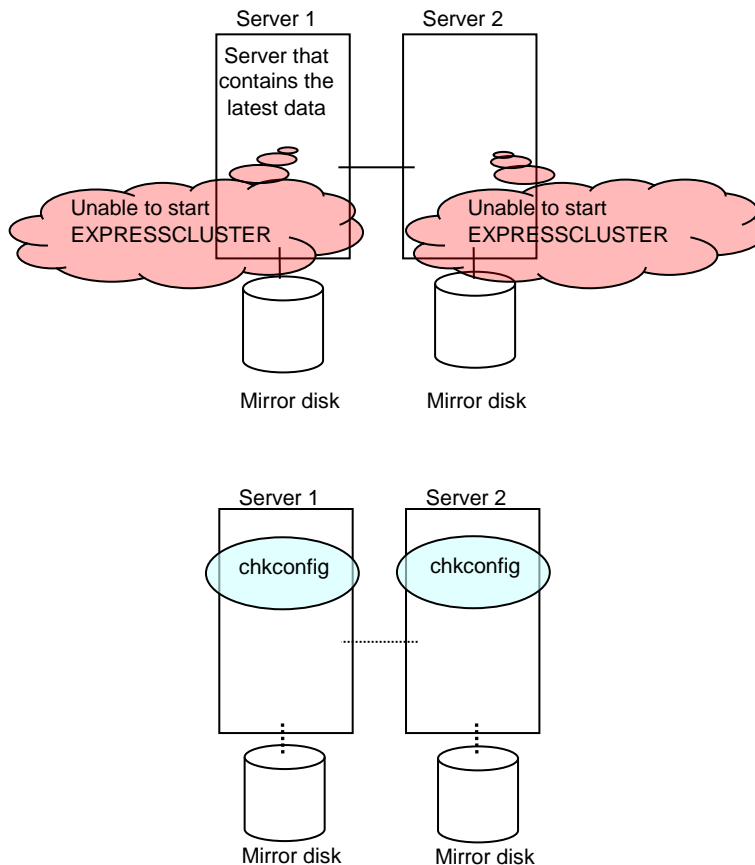 Server 1
Server 2
Server that
contains the
latest data
Unable to start
EXPRESSCLUSTER
Unable to start
EXPRESSCLUSTER
Mirror disk
Mirror disk
Server 1
Server 2
chkconfig
chkconfig
Mirror disk
Mirror disk